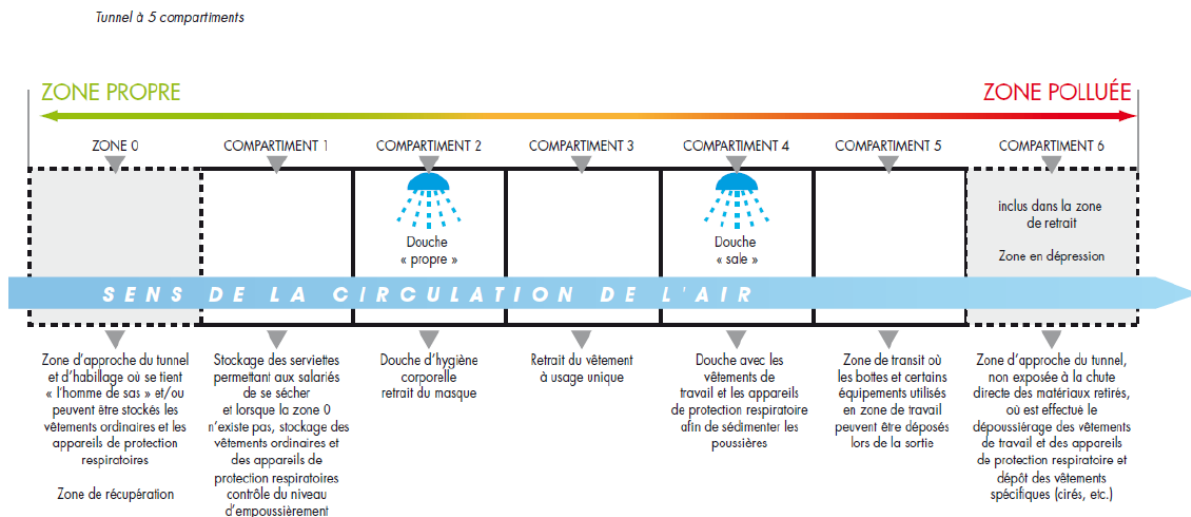 Tunnel à 5 compartiments
ZONE PROPRE
ZONE POLLUÉE
ZONE 0
COMPARTIMENT 1
COMPARTIMENT 2
COMPARTIMENT 3
COMPARTIMENT 4
COMPARTIMENT 5
COMPARTIMENT 6
Douche
« propre »
Douche
« sale »
inclus dans la zone
de retrait
Zone en dépression
SENS DE LA CIRCULATION DE L'AIR
Zone d'approche du tunnel
et d'habillage où se tient
« l'homme de sas » et/ou
peuvent être stockés les
vêtements ordinaires et les
appareils de protection
respiratoires
Zone de récupération
Stockage des serviettes
permettant aux salariés
de se sécher
et lorsque la zone 0
n'existe pas, stockage des
vêtements ordinaires et
des appareils de
protection respiratoires
contrôle du niveau
d'empoussièrement
Douche d'hygiène
corporelle
retrait du masque
Retrait du vêtement
à usage unique
Douche avec les
vêtements de
travail et les appareils
de protection respiratoire
afin de sédimenter les
poussières
Zone de transit où
les bottes et certains
équipements utilisés
en zone de travail
peuvent être déposés
lors de la sortie
Zone d'approche du tunnel,
non exposée à la chute
directe des matériaux retirés,
où est effectué le
dépoussiérage des vêtements
de travail et des appareils
de protection respiratoire et
dépôt des vêtements
spécifiques (cirés, etc.)